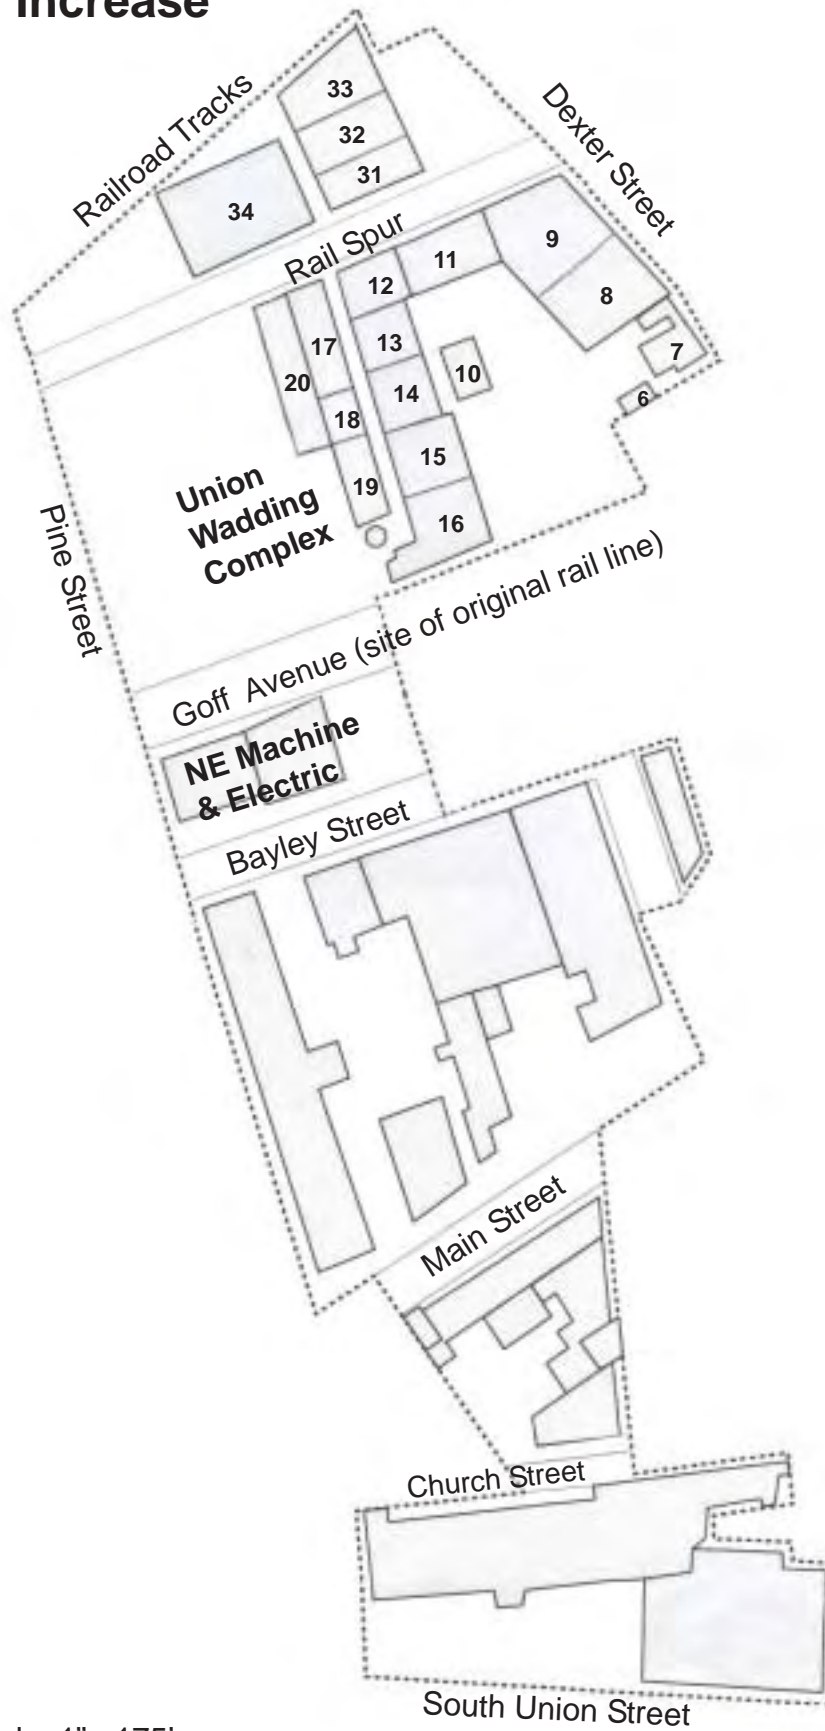 Increase
33
Railroad Tracks
Dexter Street
32
31
34
Rail Spur
9
11
12
8
17
13
7
20
10
14
6
18
15
19
16
Union
Wadding
Complex
Pine Street
Goff Avenue (site of original rail line)
NE Machine
& Electric
Bayley Street
Main Street
Church Street
South Union Street